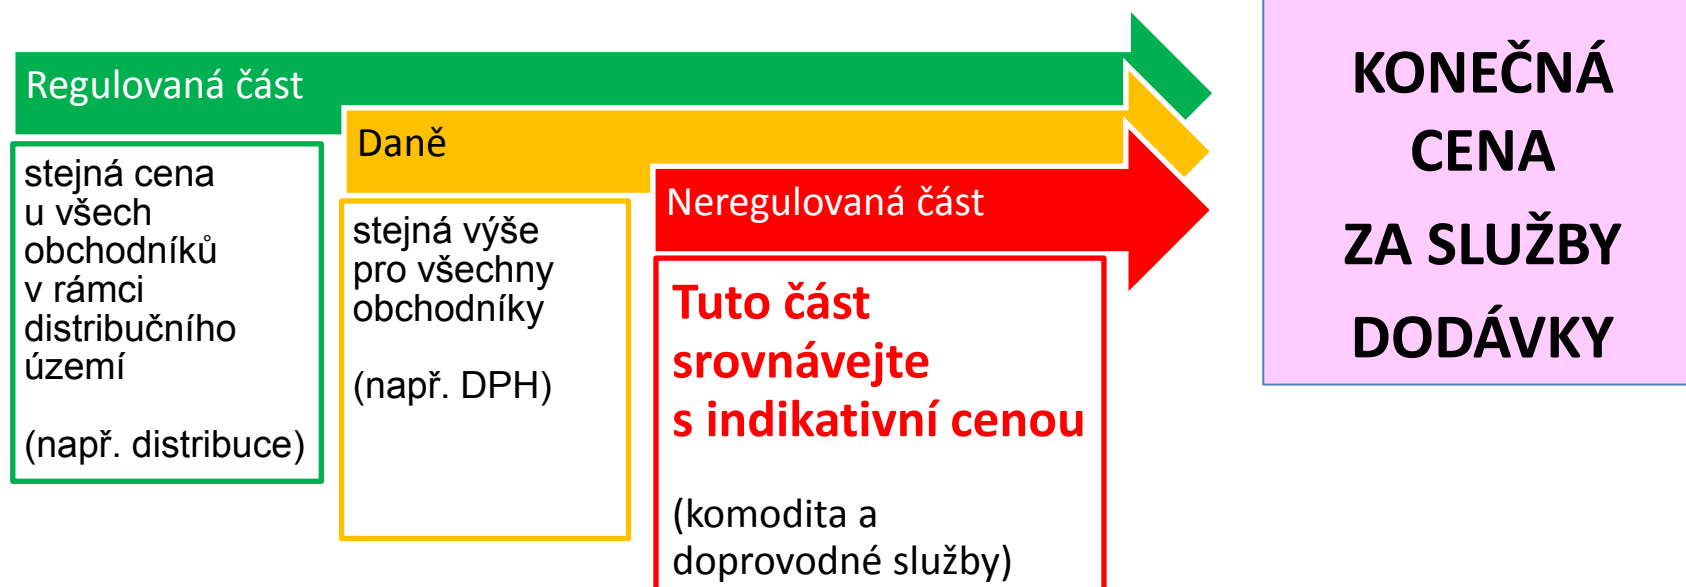 Regulovaná část
stejná cena
u všech
obchodníků
v rámci
distribučního
území
(např. distribuce)
Daně
stejná výše
pro všechny
obchodníky
(např. DPH)
Neregulovaná část
Tuto část
srovnávejte
s indikativní cenou
(komodita a
doprovodné služby)
KONEČNÁ
CENA
ZA SLUŽBY
DODÁVKY